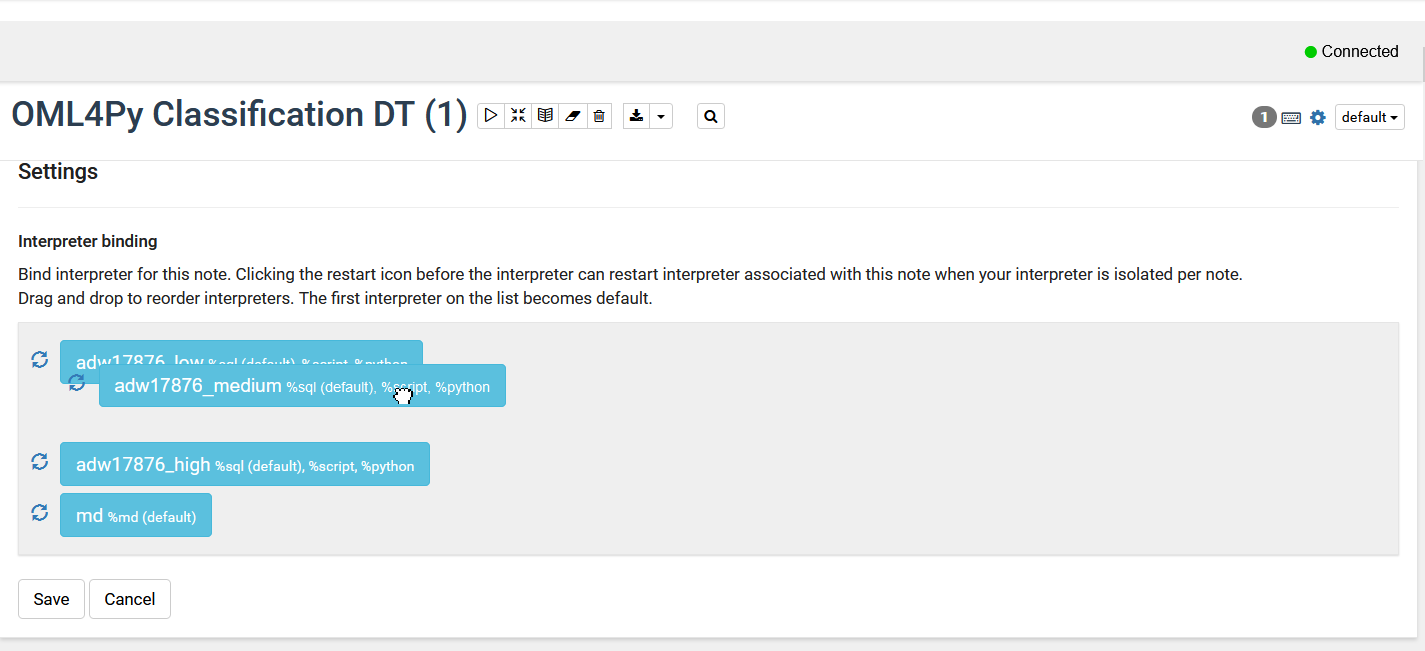 Connected
OML4Py Classification DT (1)
1
default
Settings
Interpreter binding
Bind interpreter for this note. Clicking the restart icon before the interpreter can restart interpreter associated with this note when your interpreter is isolated per note.
Drag and drop to reorder interpreters. The first interpreter on the list becomes default.
adw17876_low %sql (default), %script, %python
adw17876_medium %sql (default), %script, %python
adw17876_high %sql (default), %script, %python
md %md (default)
Save Cancel